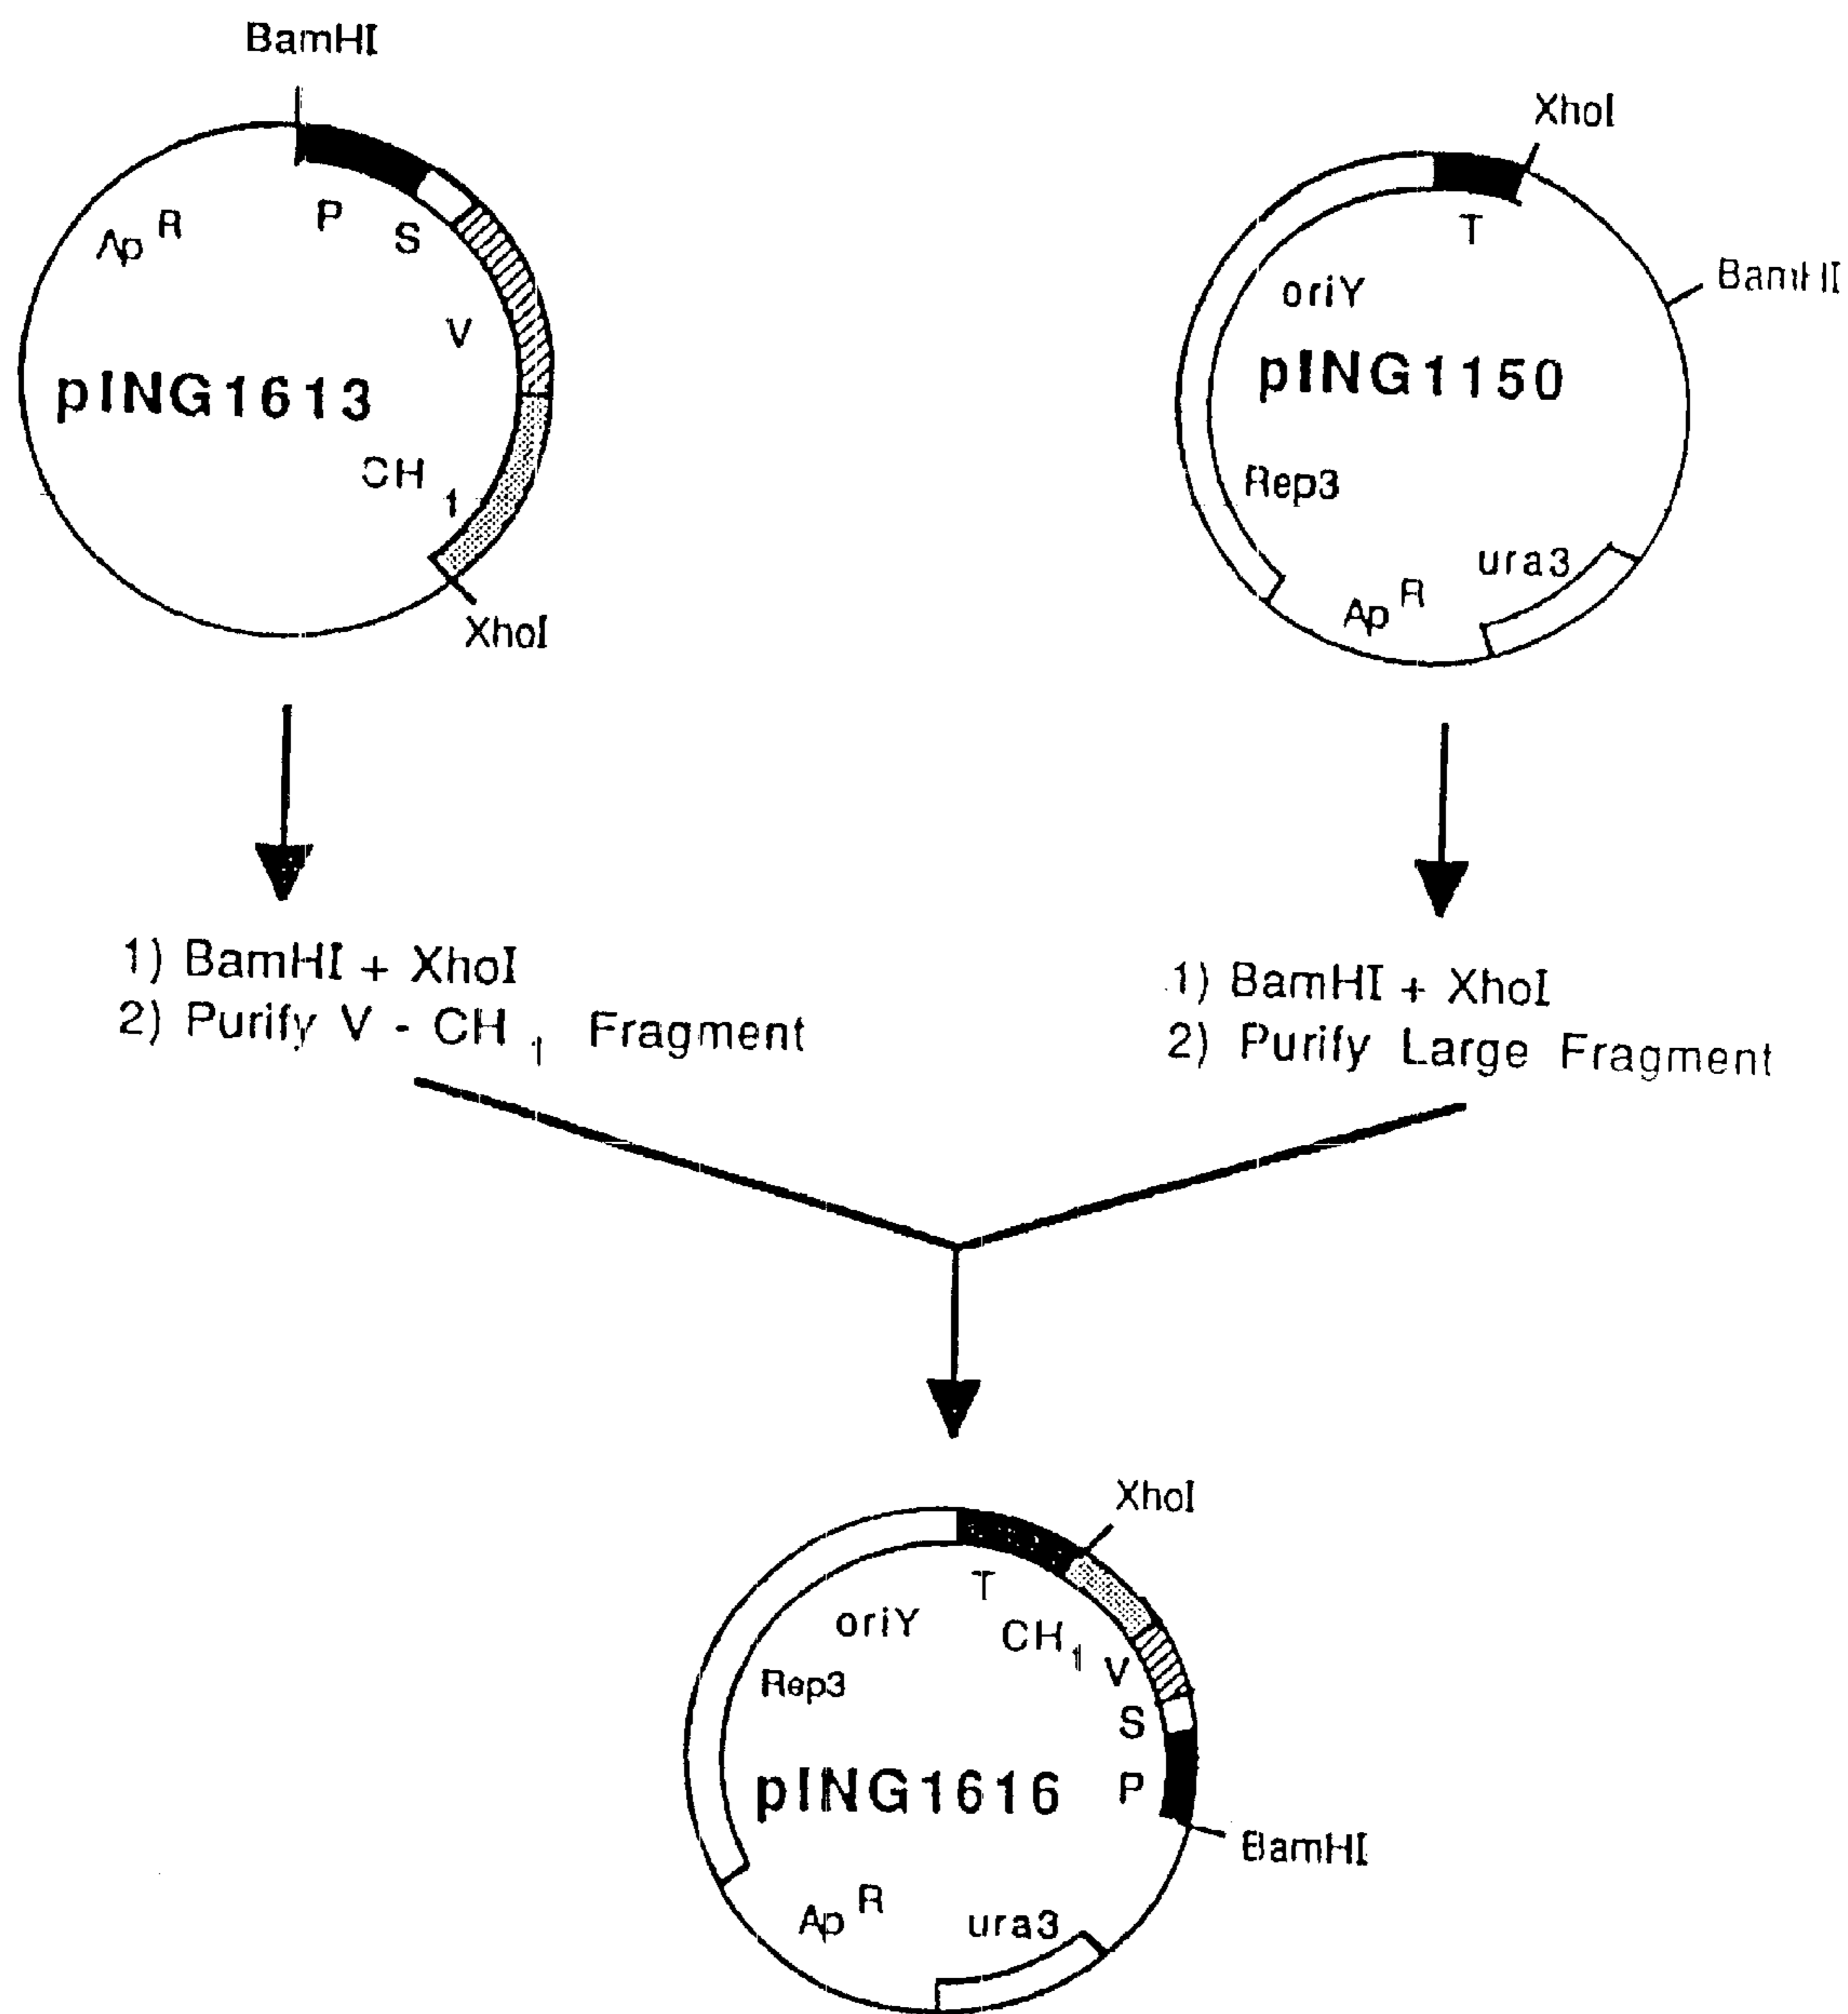 BamHI
Ap R
P
S
V
pING1613
CH 1
XhoI
XhoI
T
BamHI
oriY
pING1150
Rep3
ura3
Ap R
1) BamHI + XhoI
2) Purify V - CH 1 Fragment
1) BamHI + XhoI
2) Purify Large Fragment
XhoI
T
oriY
CH 1
V
Rep3
S
pING1616
P
BamHI
Ap R
ura3